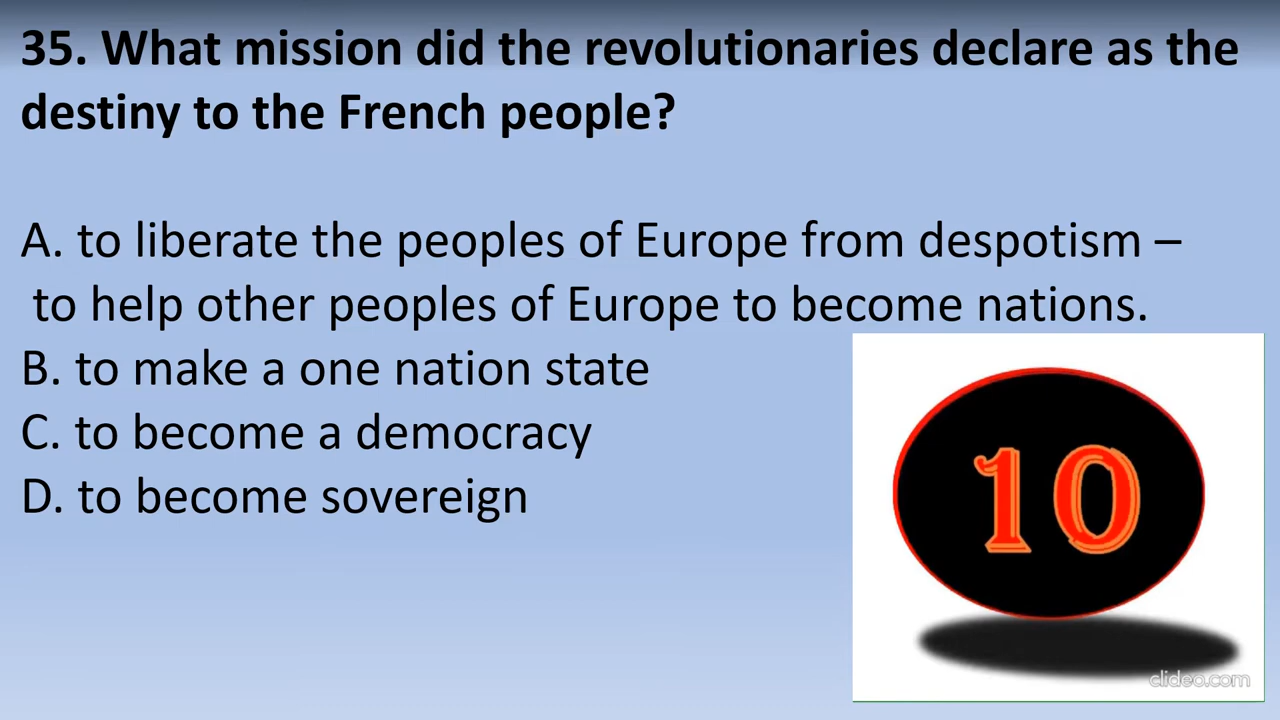 35. What mission did the revolutionaries declare as the
destiny to the French people?
A. to liberate the peoples of Europe from despotism –
to help other peoples of Europe to become nations.
B. to make a one nation state
C. to become a democracy
D. to become sovereign
10
clideo.com